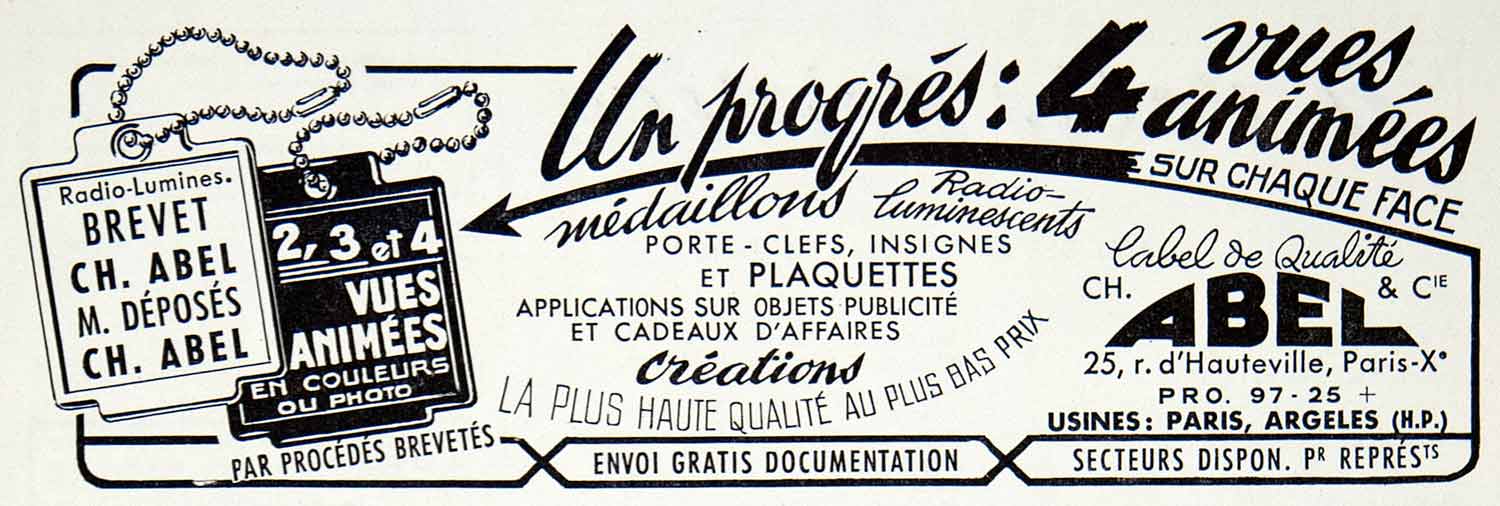 Radio-Lumines.
BREVET
CH. ABEL
M. DÉPOSÉS
CH. ABEL
2, 3 et 4
VUES
ANIMÉES
EN COULEURS
OU PHOTO
PAR PROCÉDÉS BREVETÉS
Un progrés: 4 vues
animées
SUR CHAQUE FACE
médaillons Radio-
luminescents
PORTE-CLEFS, INSIGNES
ET PLAQUETTES
APPLICATIONS SUR OBJETS PUBLICITÉ
ET CADEAUX D'AFFAIRES
Créations
LA PLUS HAUTE QUALITÉ AU PLUS BAS PRIX
label de Qualité
CH. ABEL & CIE
25, r. d'Hauteville, Paris-X°
PRO. 97-25 +
USINES: PARIS, ARGELES (H.P.)
ENVOI GRATIS DOCUMENTATION
SECTEURS DISPON. PR REPRÉSTS